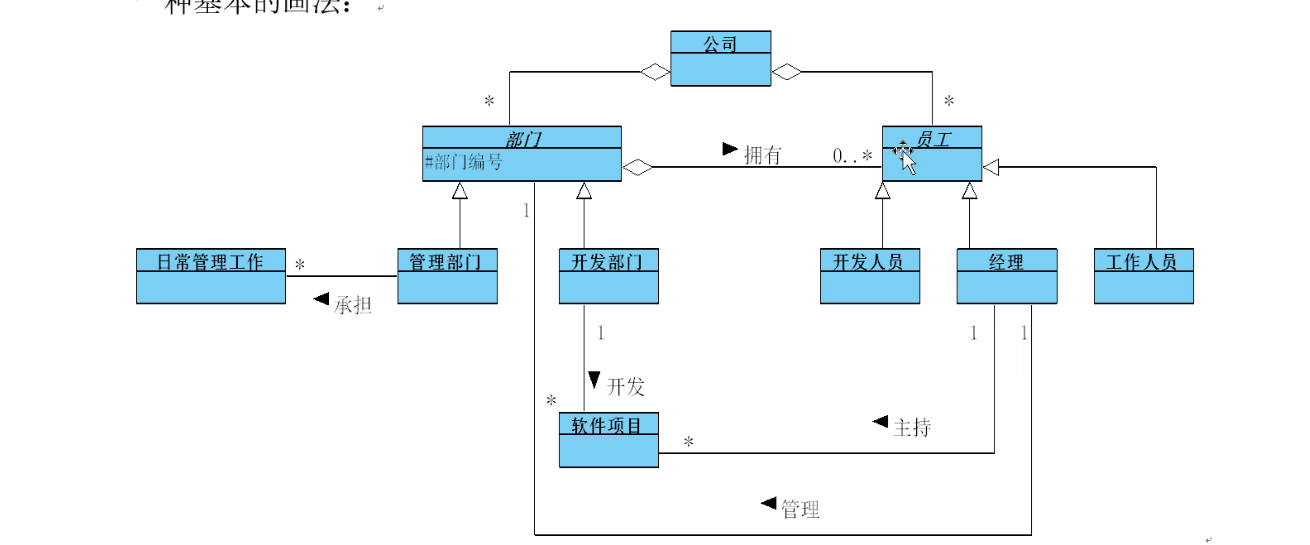 种基本的画法：
公司
*
*
部门
员工
#部门编号
拥有
0..*
1
日常管理工作
*
管理部门
开发部门
开发人员
经理
工作人员
承担
1
1
1
开发
*
软件项目
主持
*
管理